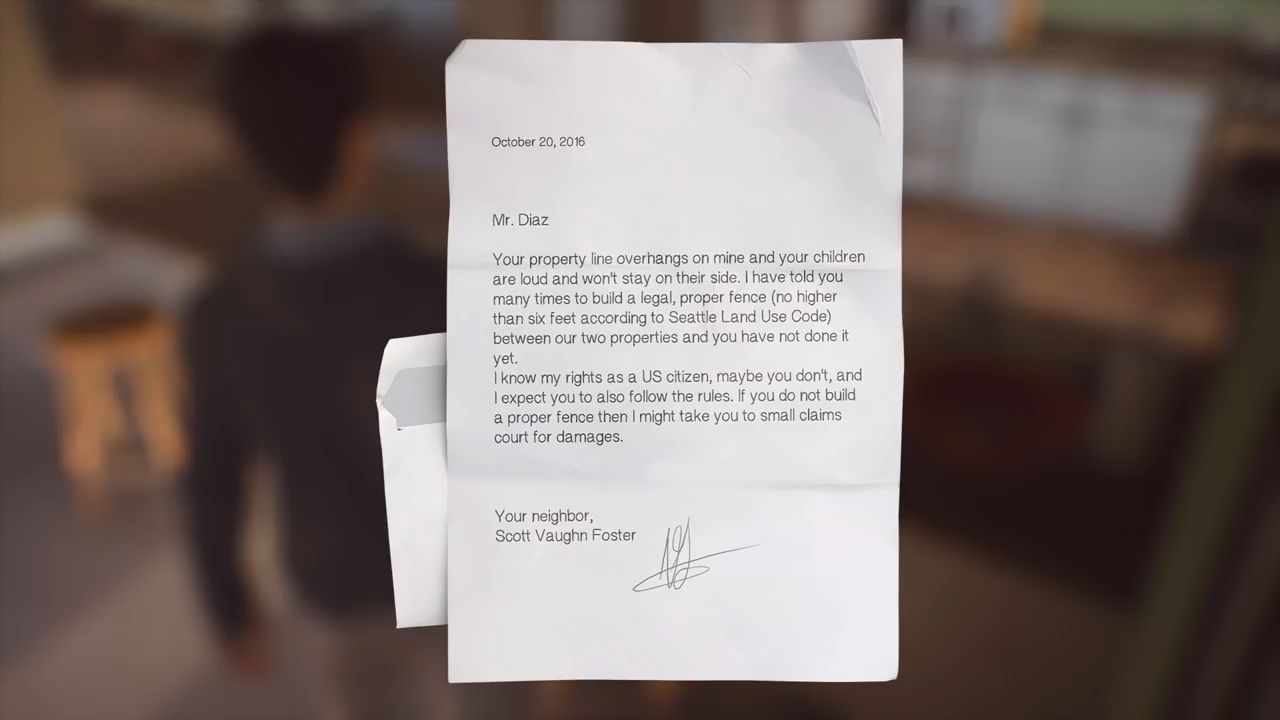 October 20, 2016
Mr. Diaz
Your property line overhangs on mine and your children
are loud and won't stay on their side. I have told you
many times to build a legal, proper fence (no higher
than six feet according to Seattle Land Use Code)
between our two properties and you have not done it
yet.
I know my rights as a US citizen, maybe you don't, and
I expect you to also follow the rules. If you do not build
a proper fence then I might take you to small claims
court for damages.
Your neighbor,
Scott Vaughn Foster